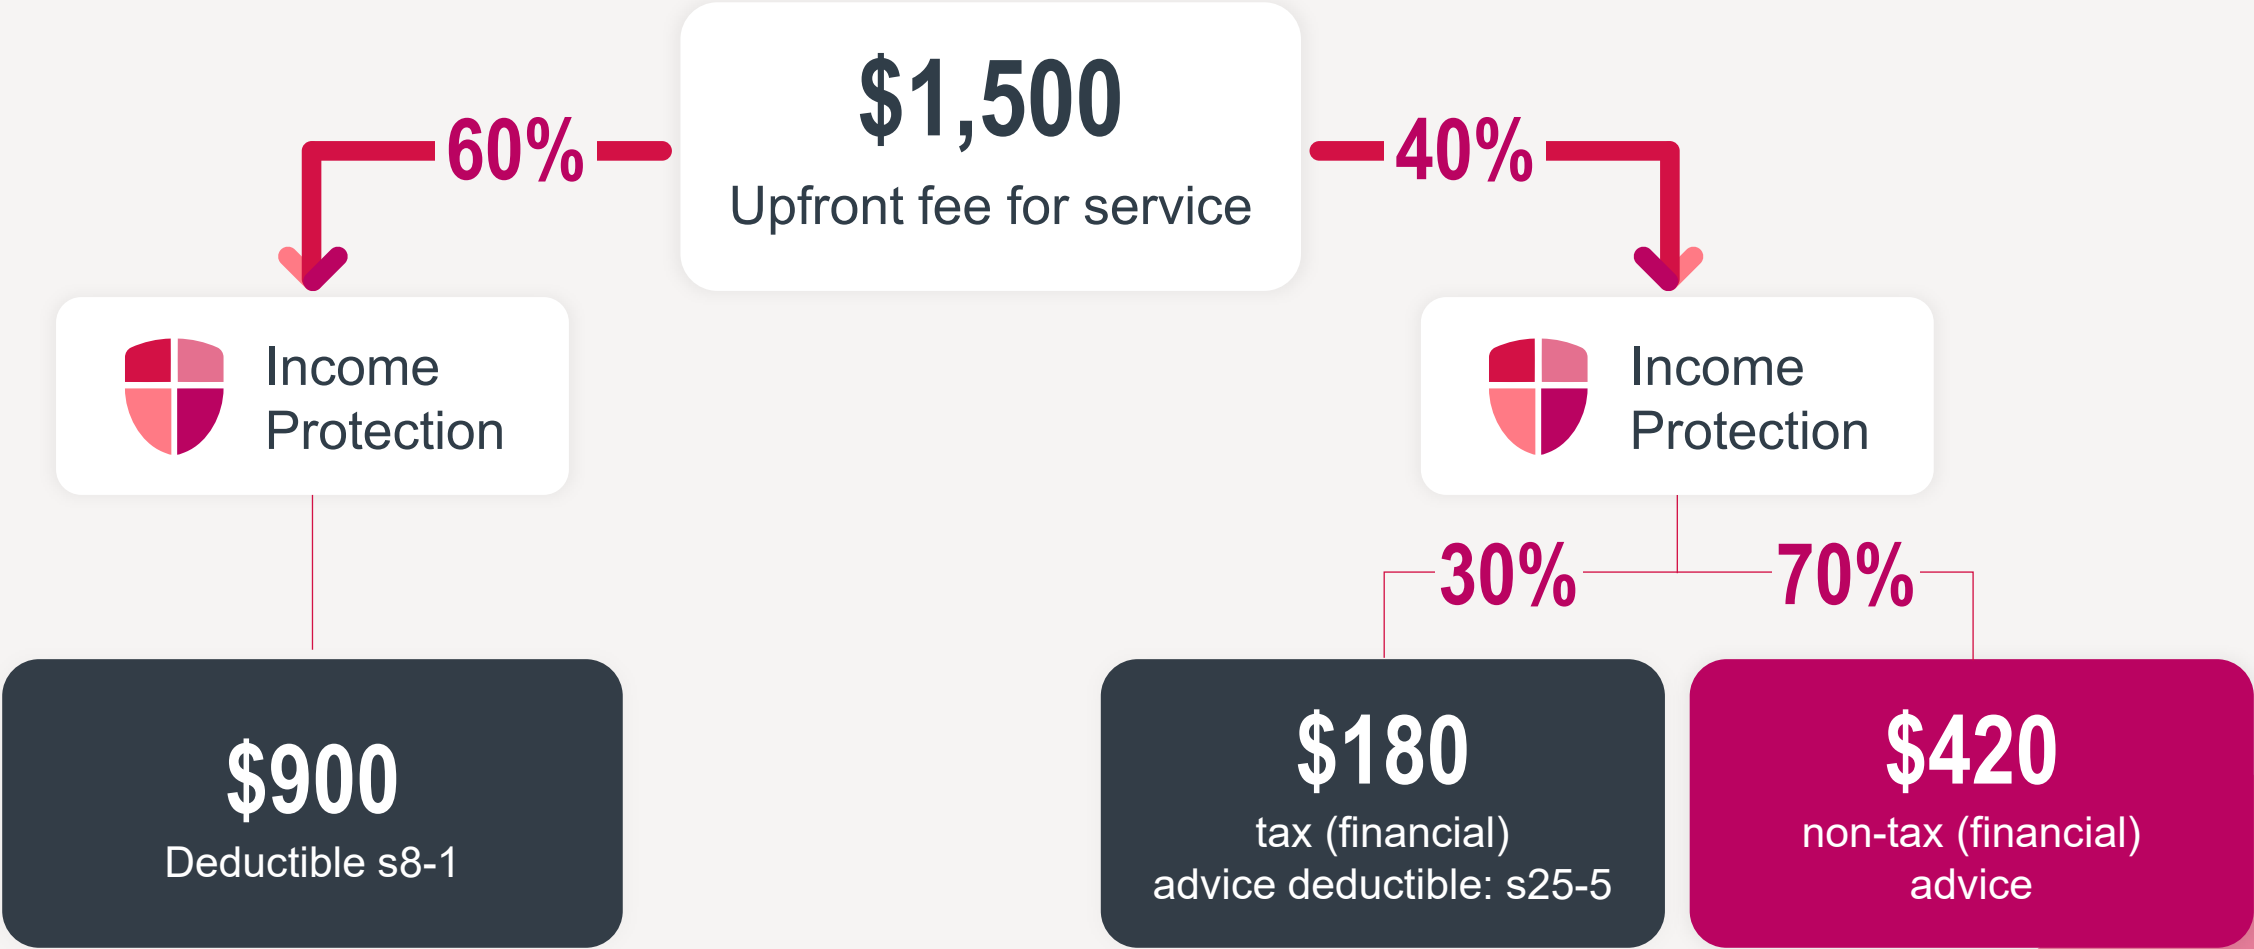 $1,500
Upfront fee for service
60%
40%
Income
Protection
Income
Protection
30%
70%
$900
Deductible s8-1
$180
tax (financial)
advice deductible: s25-5
$420
non-tax (financial)
advice